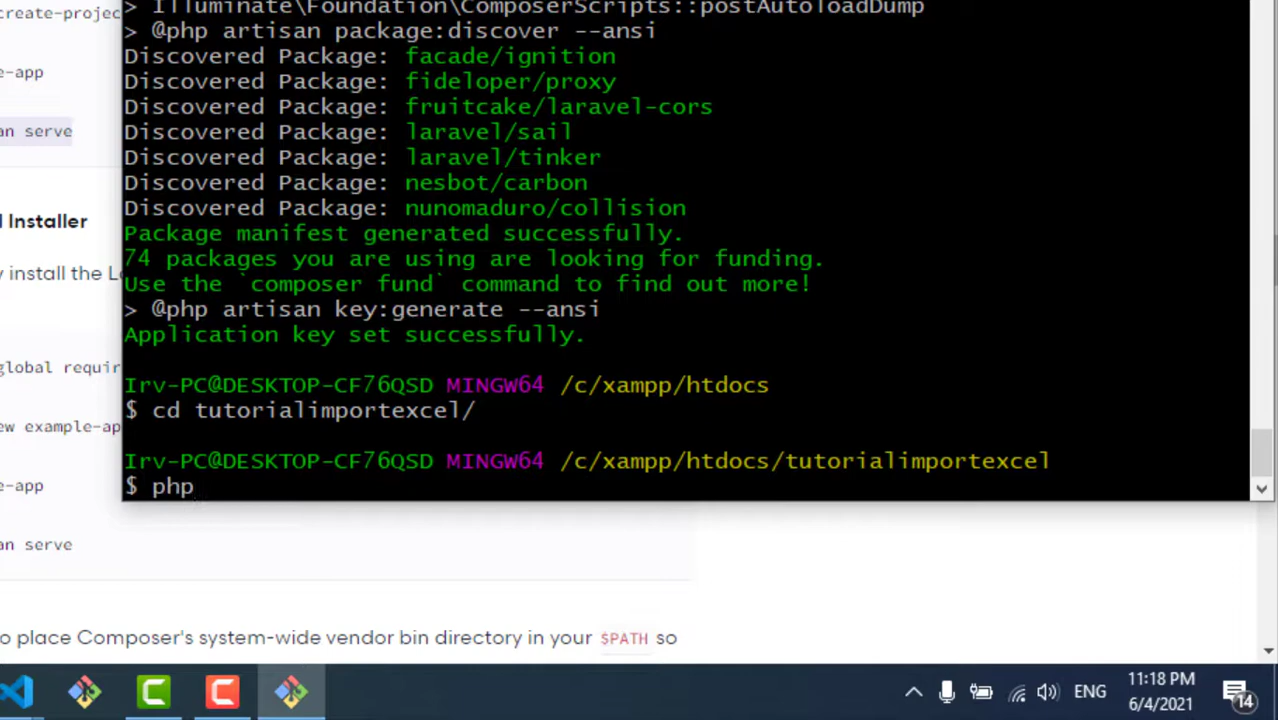 create-projec
> Illuminate\Foundation\ComposerScripts::postAutoloadDump
> @php artisan package:discover --ansi
Discovered Package: facade/ignition
e-app
Discovered Package: fideloper/proxy
Discovered Package: fruitcake/laravel-cors
an serve
Discovered Package: laravel/sail
Discovered Package: laravel/tinker
Discovered Package: nesbot/carbon
Discovered Package: nunomaduro/collision
Installer
Package manifest generated successfully.
74 packages you are using are looking for funding.
y install the La
Use the `composer fund` command to find out more!
> @php artisan key:generate --ansi
Application key set successfully.
global requir
Irv-PC@DESKTOP-CF76QSD MINGW64 /c/xampp/htdocs
$ cd tutorialimportexcel/
ew example-ap
Irv-PC@DESKTOP-CF76QSD MINGW64 /c/xampp/htdocs/tutorialimportexcel
e-app
$ php
an serve
o place Composer's system-wide vendor bin directory in your $PATH so
ENG
11:18 PM
6/4/2021
14